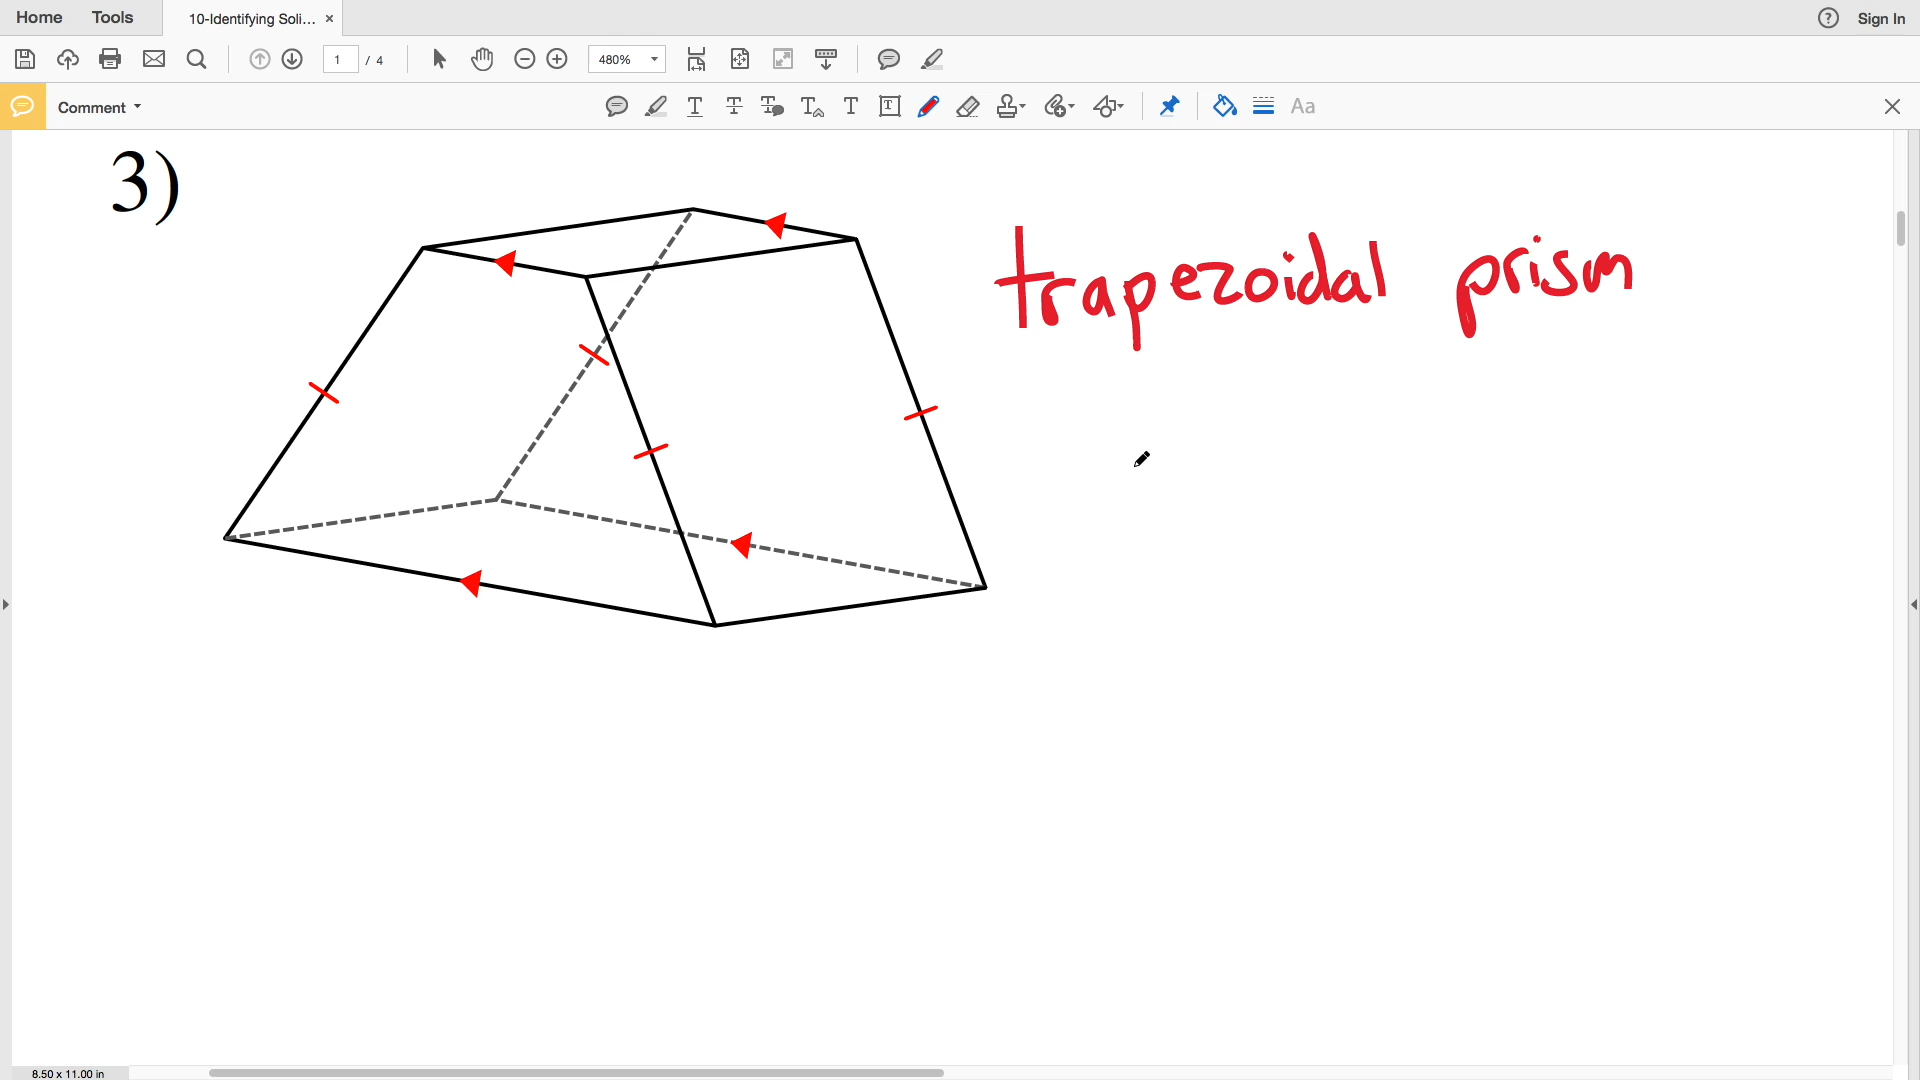 Home Tools 10-Identifying Soli... × ? Sign In
1 / 4 480%
Comment T T T T T T Aa
3)
trapezoidal prism
8.50 x 11.00 in